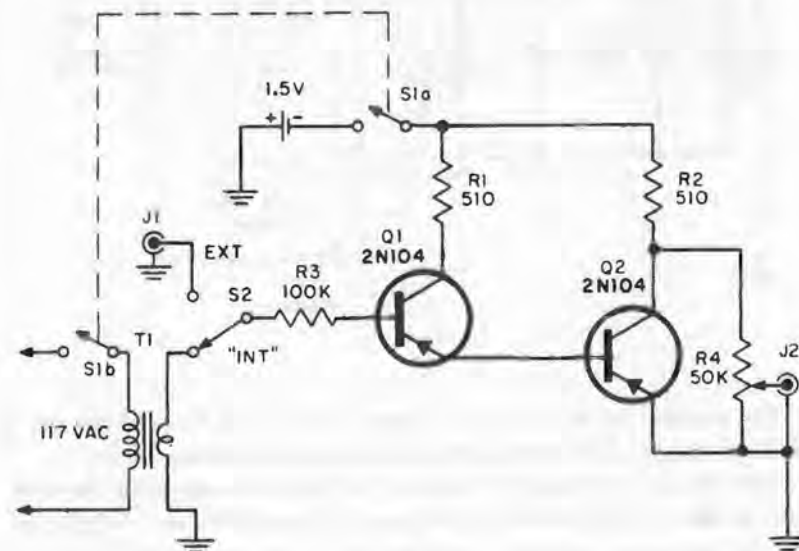 1.5V
+ -
S1a
R1
510
R2
510
J1
EXT
Q1
2N104
R3
100K
S2
Q2
2N104
T1
"INT"
S1b
R4
50K
J2
117 VAC